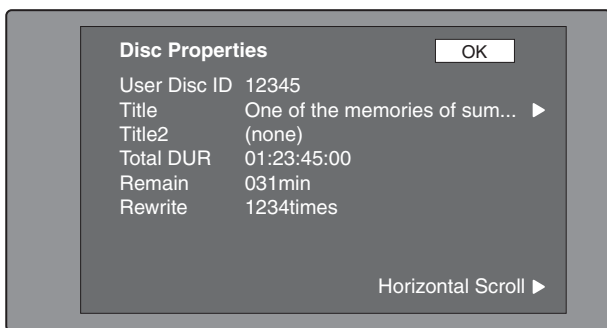 Disc Properties OK
User Disc ID 12345
Title One of the memories of sum... ▶
Title2 (none)
Total DUR 01:23:45:00
Remain 031min
Rewrite 1234times
Horizontal Scroll ▶